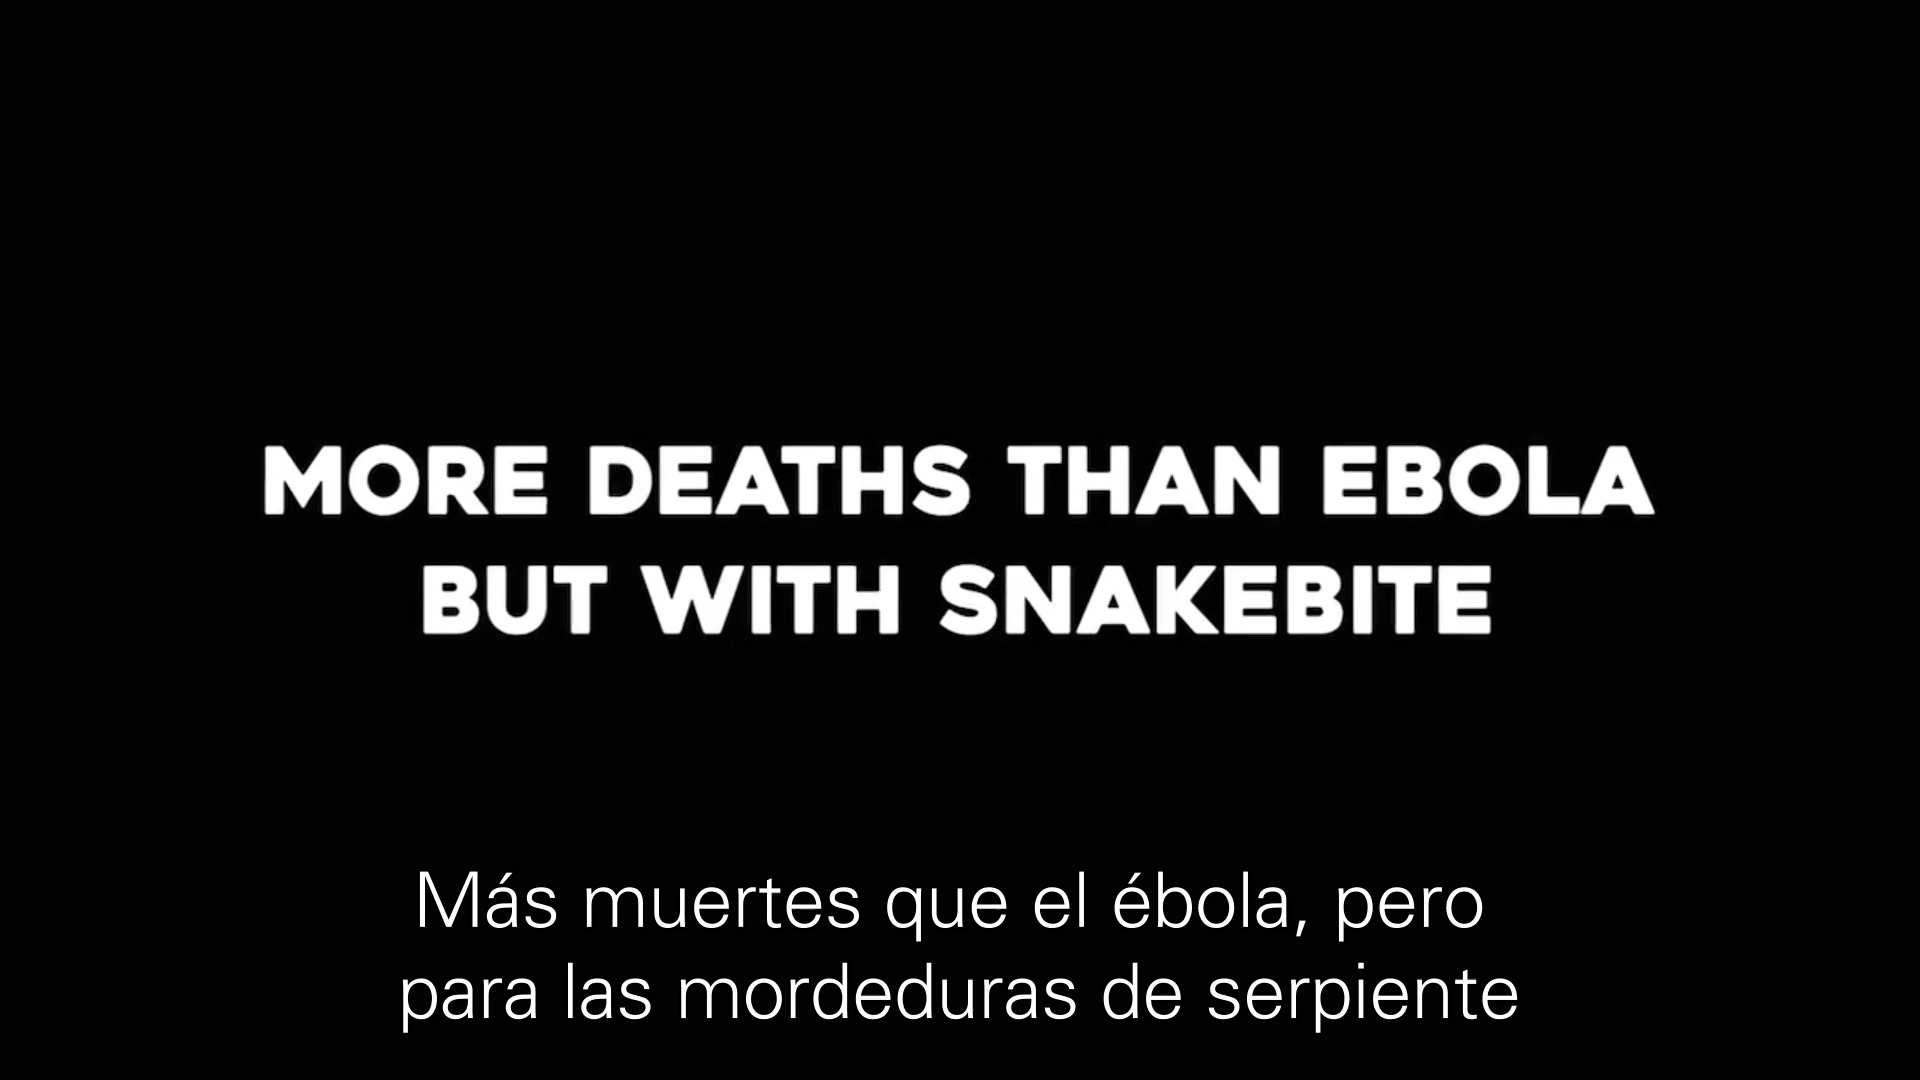 MORE DEATHS THAN EBOLA
BUT WITH SNAKEBITE
Más muertes que el ébola, pero
para las mordeduras de serpiente